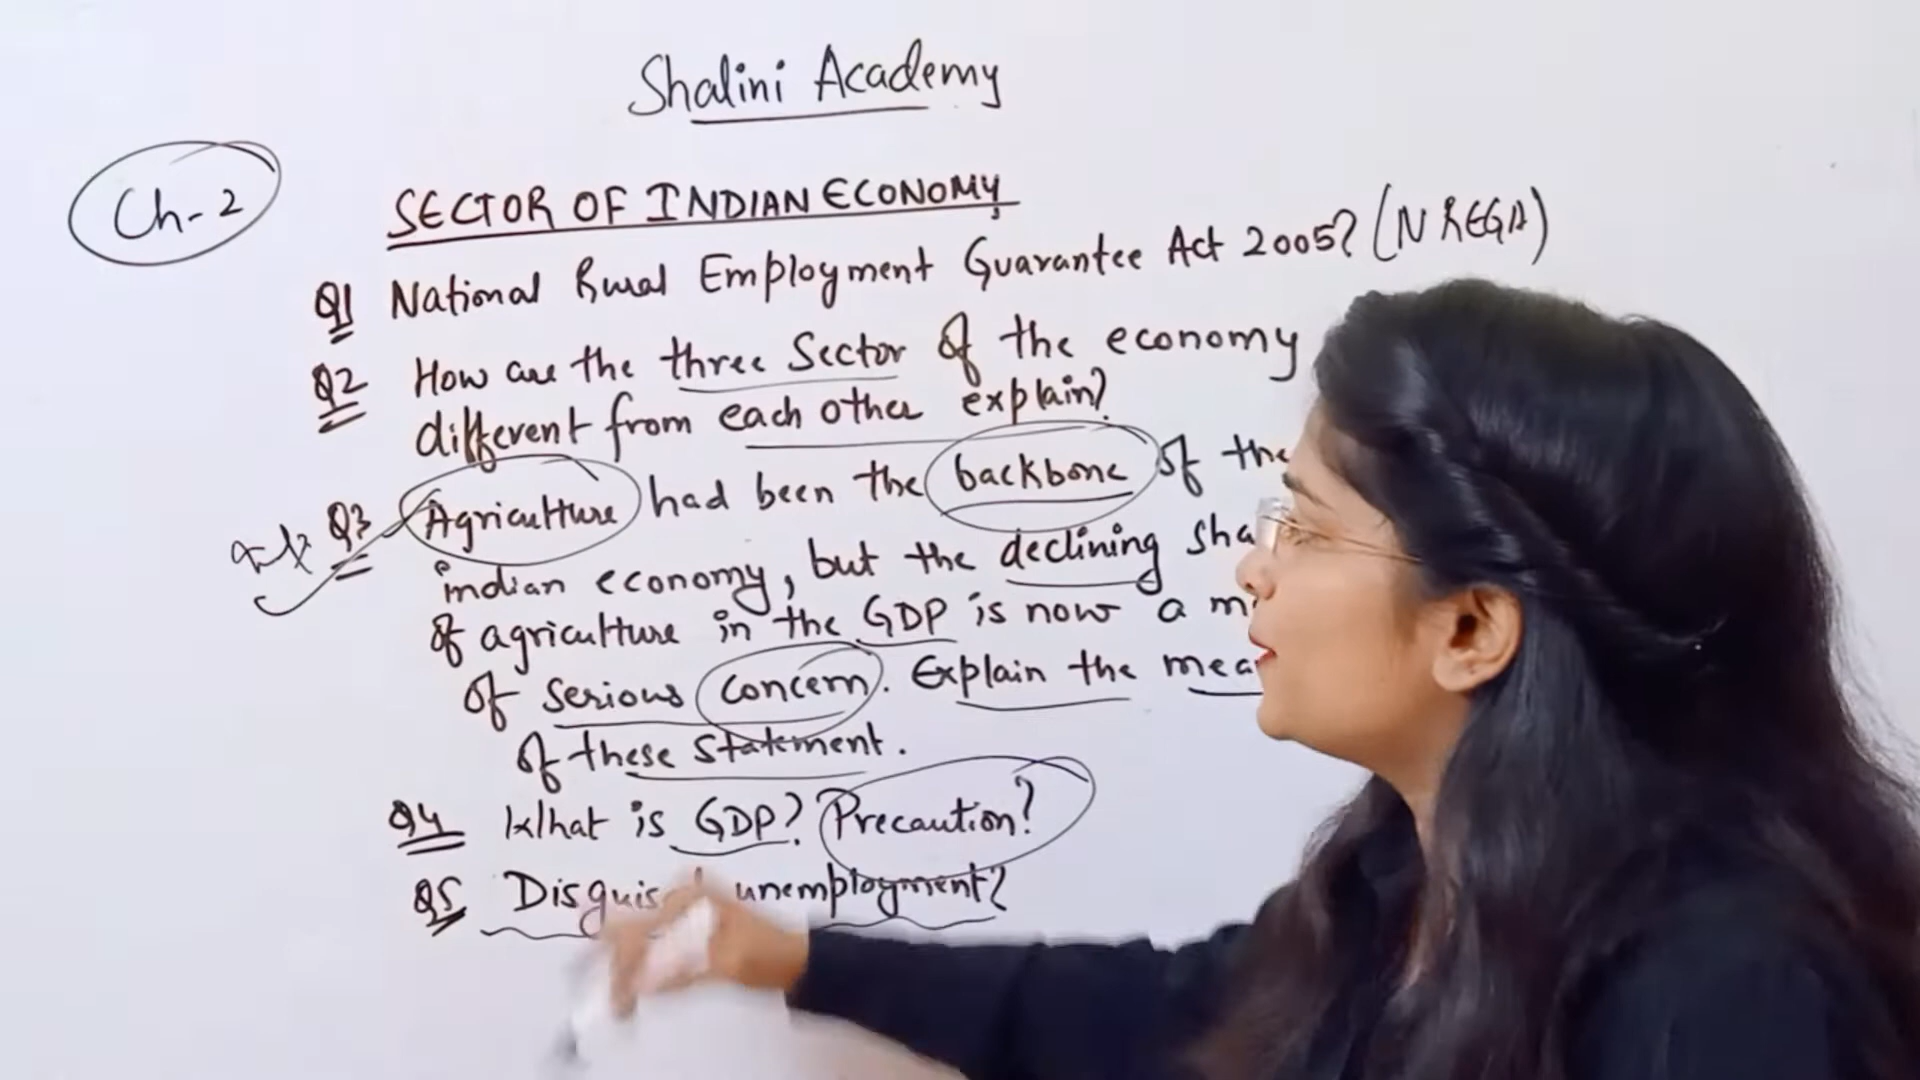 Shalini Academy
Ch-2
SECTOR OF INDIAN ECONOMY
Q1 National Rural Employment Guarantee Act 2005? (NREGA)
Q2 How are the three Sector of the economy
different from each other explain?
Q3 Agriculture had been the backbone of the
indian economy, but the declining
of agriculture in the GDP is now a
of serious concern. Explain the
of these statement.
Q4 What is GDP? Precaution?
Q5 unemployment?